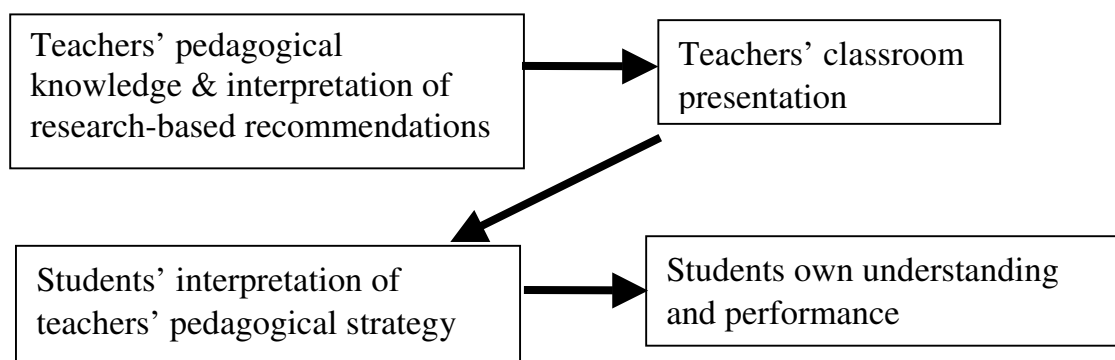 Teachers’ pedagogical
knowledge & interpretation of
research-based recommendations
Teachers’ classroom
presentation
Students’ interpretation of
teachers’ pedagogical strategy
Students own understanding
and performance